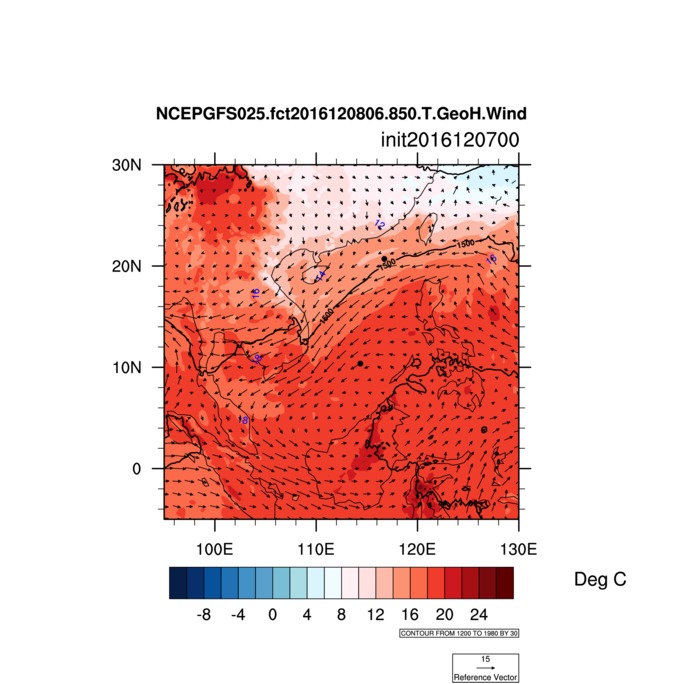 NCEPGFS025.fct2016120806.850.T.GeoH.Wind
init2016120700
30N
12
1500
16
20N
1500
14
16
1500
10N
18
18
0
100E
110E
120E
130E
-8
-4
0
4
8
12
16
20
24
Deg C
CONTOUR FROM 1200 TO 1980 BY 30
15
Reference Vector